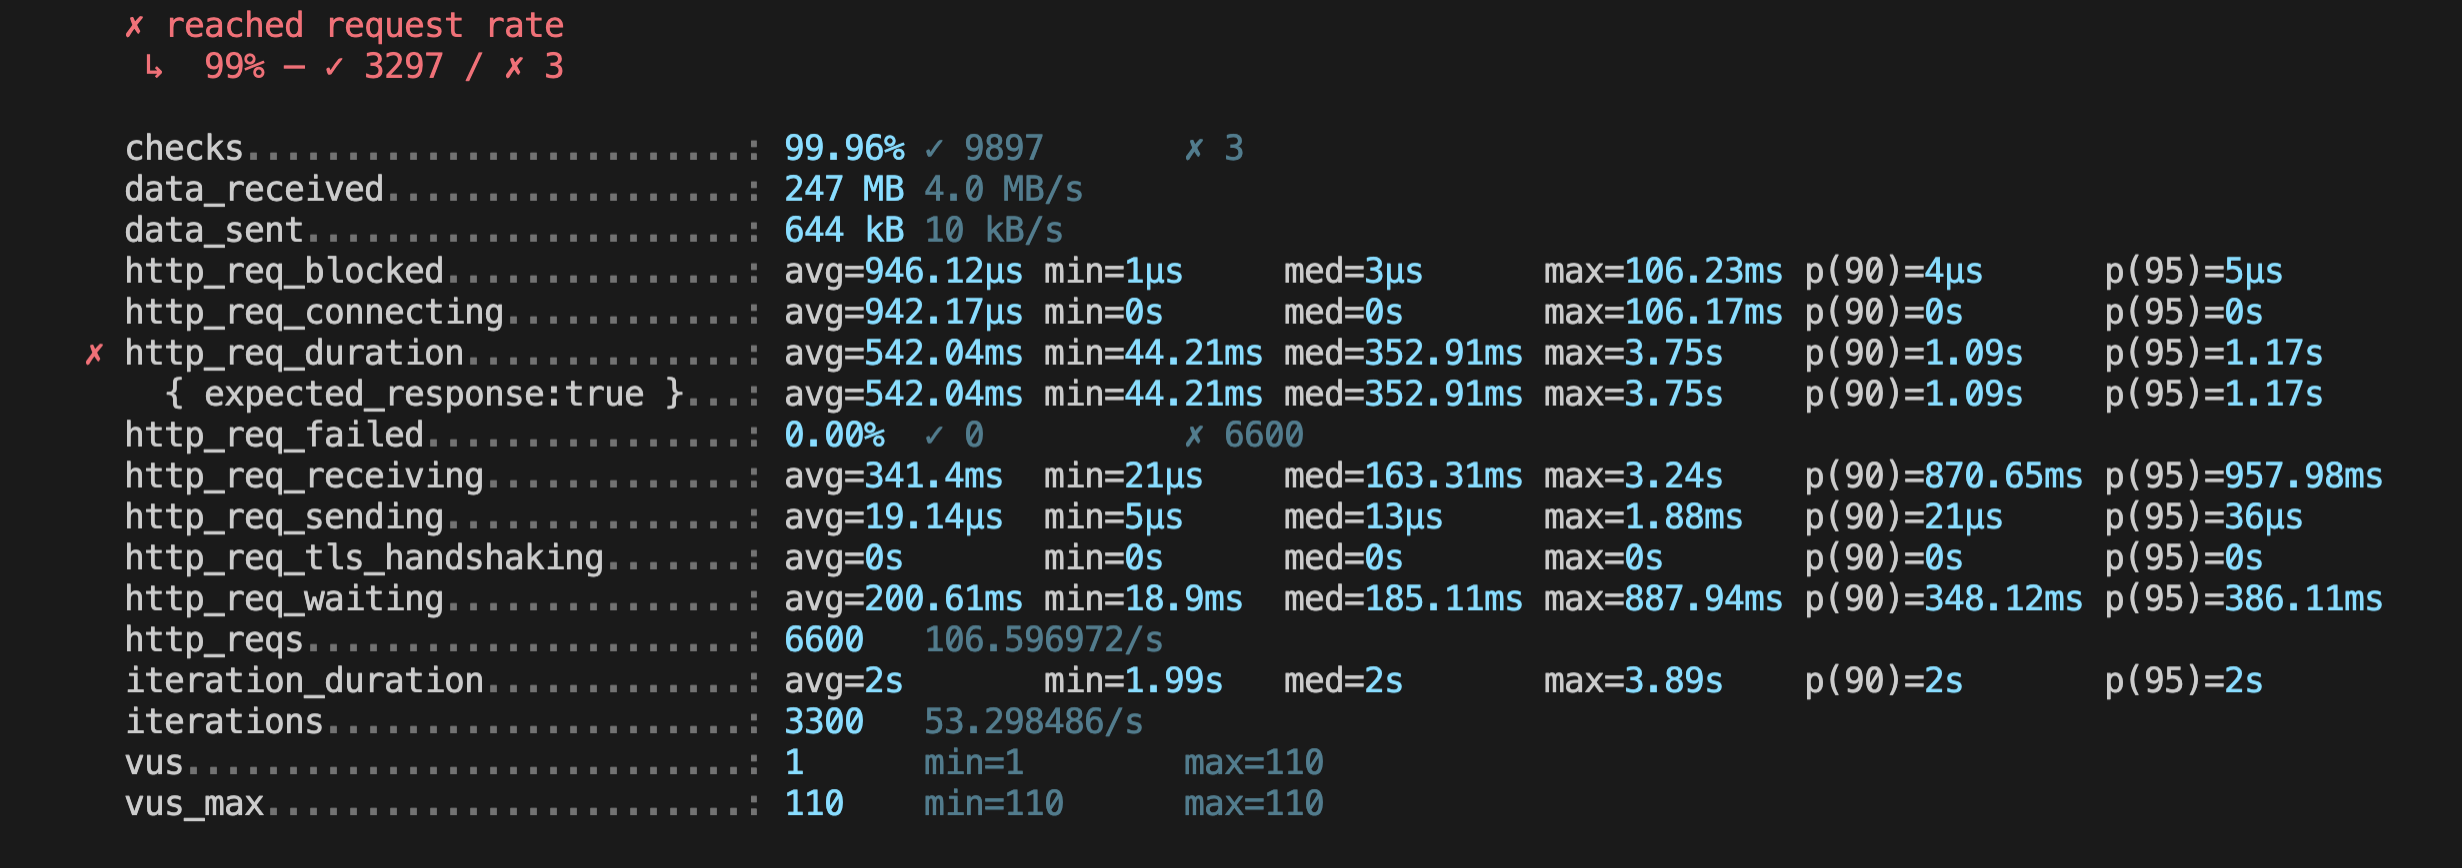 ✗ reached request rate
↳  99% — ✓ 3297 / ✗ 3
checks.........................: 99.96% ✓ 9897       ✗ 3
data_received..................: 247 MB 4.0 MB/s
data_sent......................: 644 kB 10 kB/s
http_req_blocked...............: avg=946.12µs min=1µs     med=3µs      max=106.23ms p(90)=4µs      p(95)=5µs
http_req_connecting............: avg=942.17µs min=0s      med=0s       max=106.17ms p(90)=0s       p(95)=0s
✗ http_req_duration..............: avg=542.04ms min=44.21ms med=352.91ms max=3.75s    p(90)=1.09s    p(95)=1.17s
{ expected_response:true }...: avg=542.04ms min=44.21ms med=352.91ms max=3.75s    p(90)=1.09s    p(95)=1.17s
http_req_failed................: 0.00%  ✓ 0          ✗ 6600
http_req_receiving.............: avg=341.4ms  min=21µs    med=163.31ms max=3.24s    p(90)=870.65ms p(95)=957.98ms
http_req_sending...............: avg=19.14µs  min=5µs     med=13µs     max=1.88ms   p(90)=21µs     p(95)=36µs
http_req_tls_handshaking.......: avg=0s       min=0s      med=0s       max=0s       p(90)=0s       p(95)=0s
http_req_waiting...............: avg=200.61ms min=18.9ms  med=185.11ms max=887.94ms p(90)=348.12ms p(95)=386.11ms
http_reqs......................: 6600   106.596972/s
iteration_duration.............: avg=2s       min=1.99s   med=2s       max=3.89s    p(90)=2s       p(95)=2s
iterations.....................: 3300   53.298486/s
vus............................: 1      min=1        max=110
vus_max........................: 110    min=110      max=110